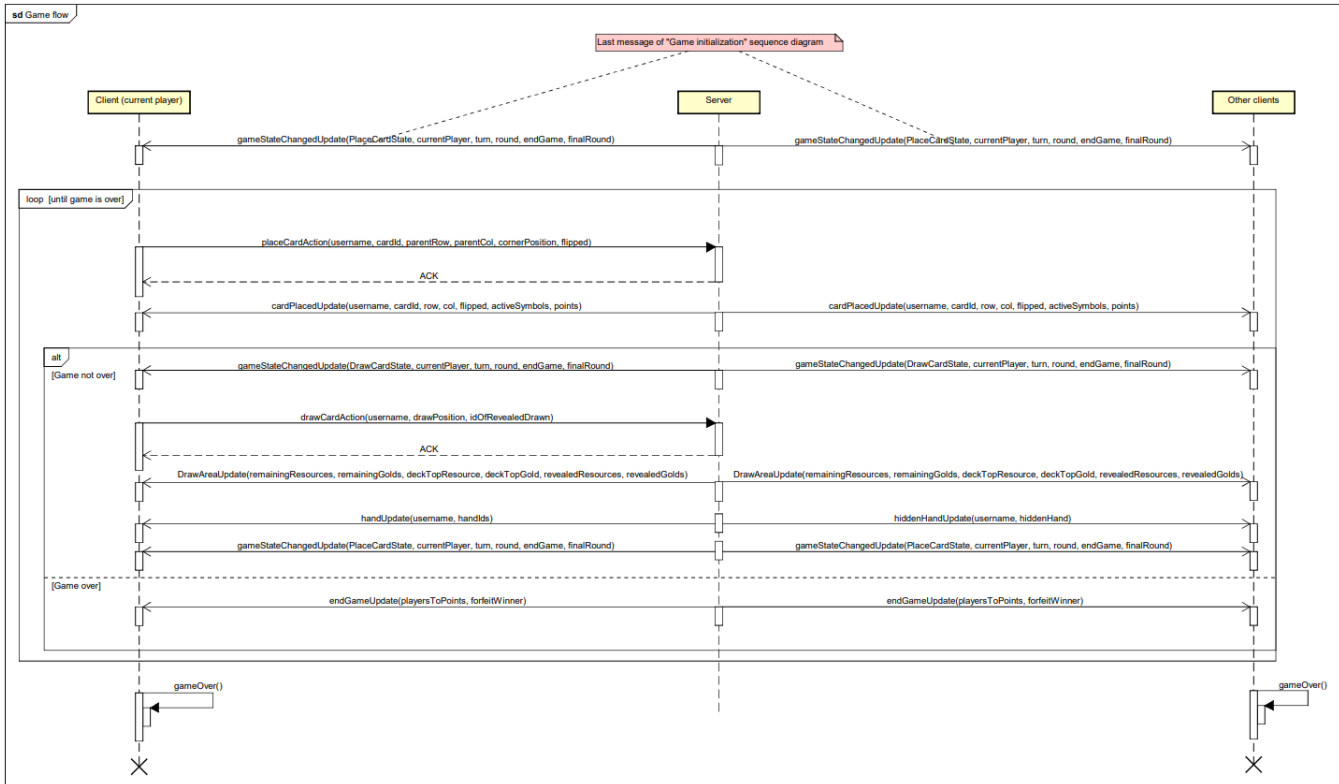 sd Game flow
Last message of "Game initialization" sequence diagram
Client (current player)
Server
Other clients
gameStateChangedUpdate(PlaceCardState, currentPlayer, turn, round, endGame, finalRound)
gameStateChangedUpdate(PlaceCardState, currentPlayer, turn, round, endGame, finalRound)
loop [until game is over]
placeCardAction(username, cardId, parentRow, parentCol, cornerPosition, flipped)
ACK
cardPlacedUpdate(username, cardId, row, col, flipped, activeSymbols, points)
cardPlacedUpdate(username, cardId, row, col, flipped, activeSymbols, points)
alt
[Game not over]
gameStateChangedUpdate(DrawCardState, currentPlayer, turn, round, endGame, finalRound)
gameStateChangedUpdate(DrawCardState, currentPlayer, turn, round, endGame, finalRound)
drawCardAction(username, drawPosition, idOfRevealedDrawn)
ACK
DrawAreaUpdate(remainingResources, remainingGolds, deckTopResource, deckTopGold, revealedResources, revealedGolds)
DrawAreaUpdate(remainingResources, remainingGolds, deckTopResource, deckTopGold, revealedResources, revealedGolds)
handUpdate(username, handIds)
hiddenHandUpdate(username, hiddenHand)
gameStateChangedUpdate(PlaceCardState, currentPlayer, turn, round, endGame, finalRound)
gameStateChangedUpdate(PlaceCardState, currentPlayer, turn, round, endGame, finalRound)
[Game over]
endGameUpdate(playersToPoints, forfeitWinner)
endGameUpdate(playersToPoints, forfeitWinner)
gameOver()
gameOver()